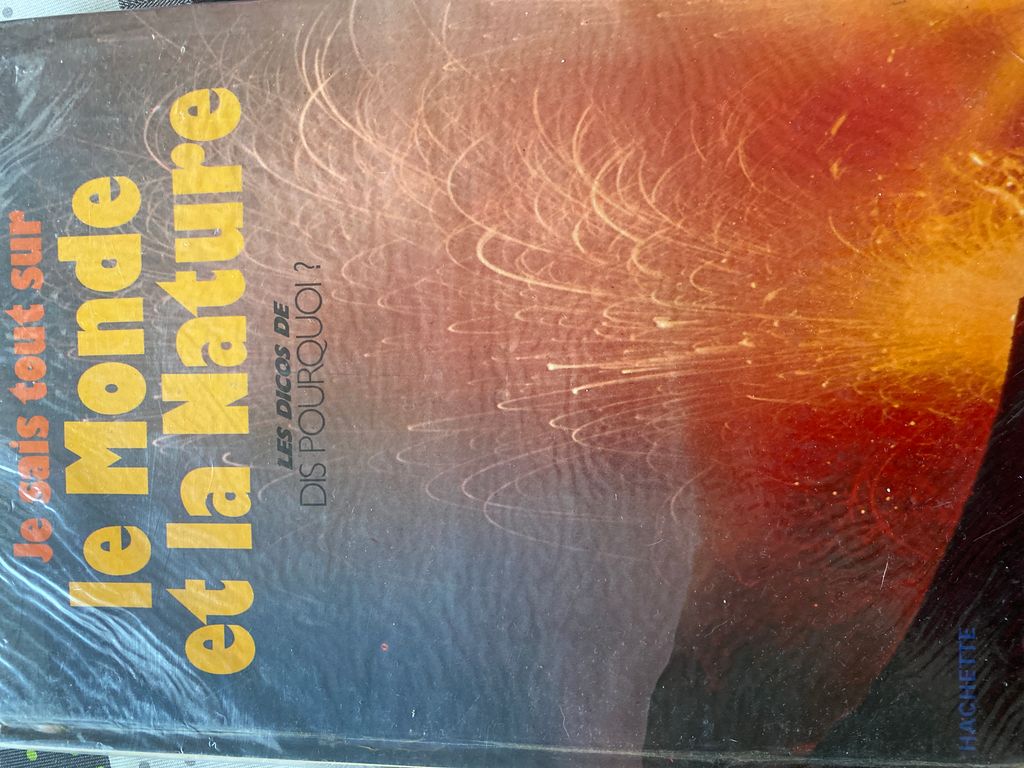 Je sais tout sur
le Monde
et la Nature
LES DICOS DE
DIS POURQUOI ?
HACHETTE